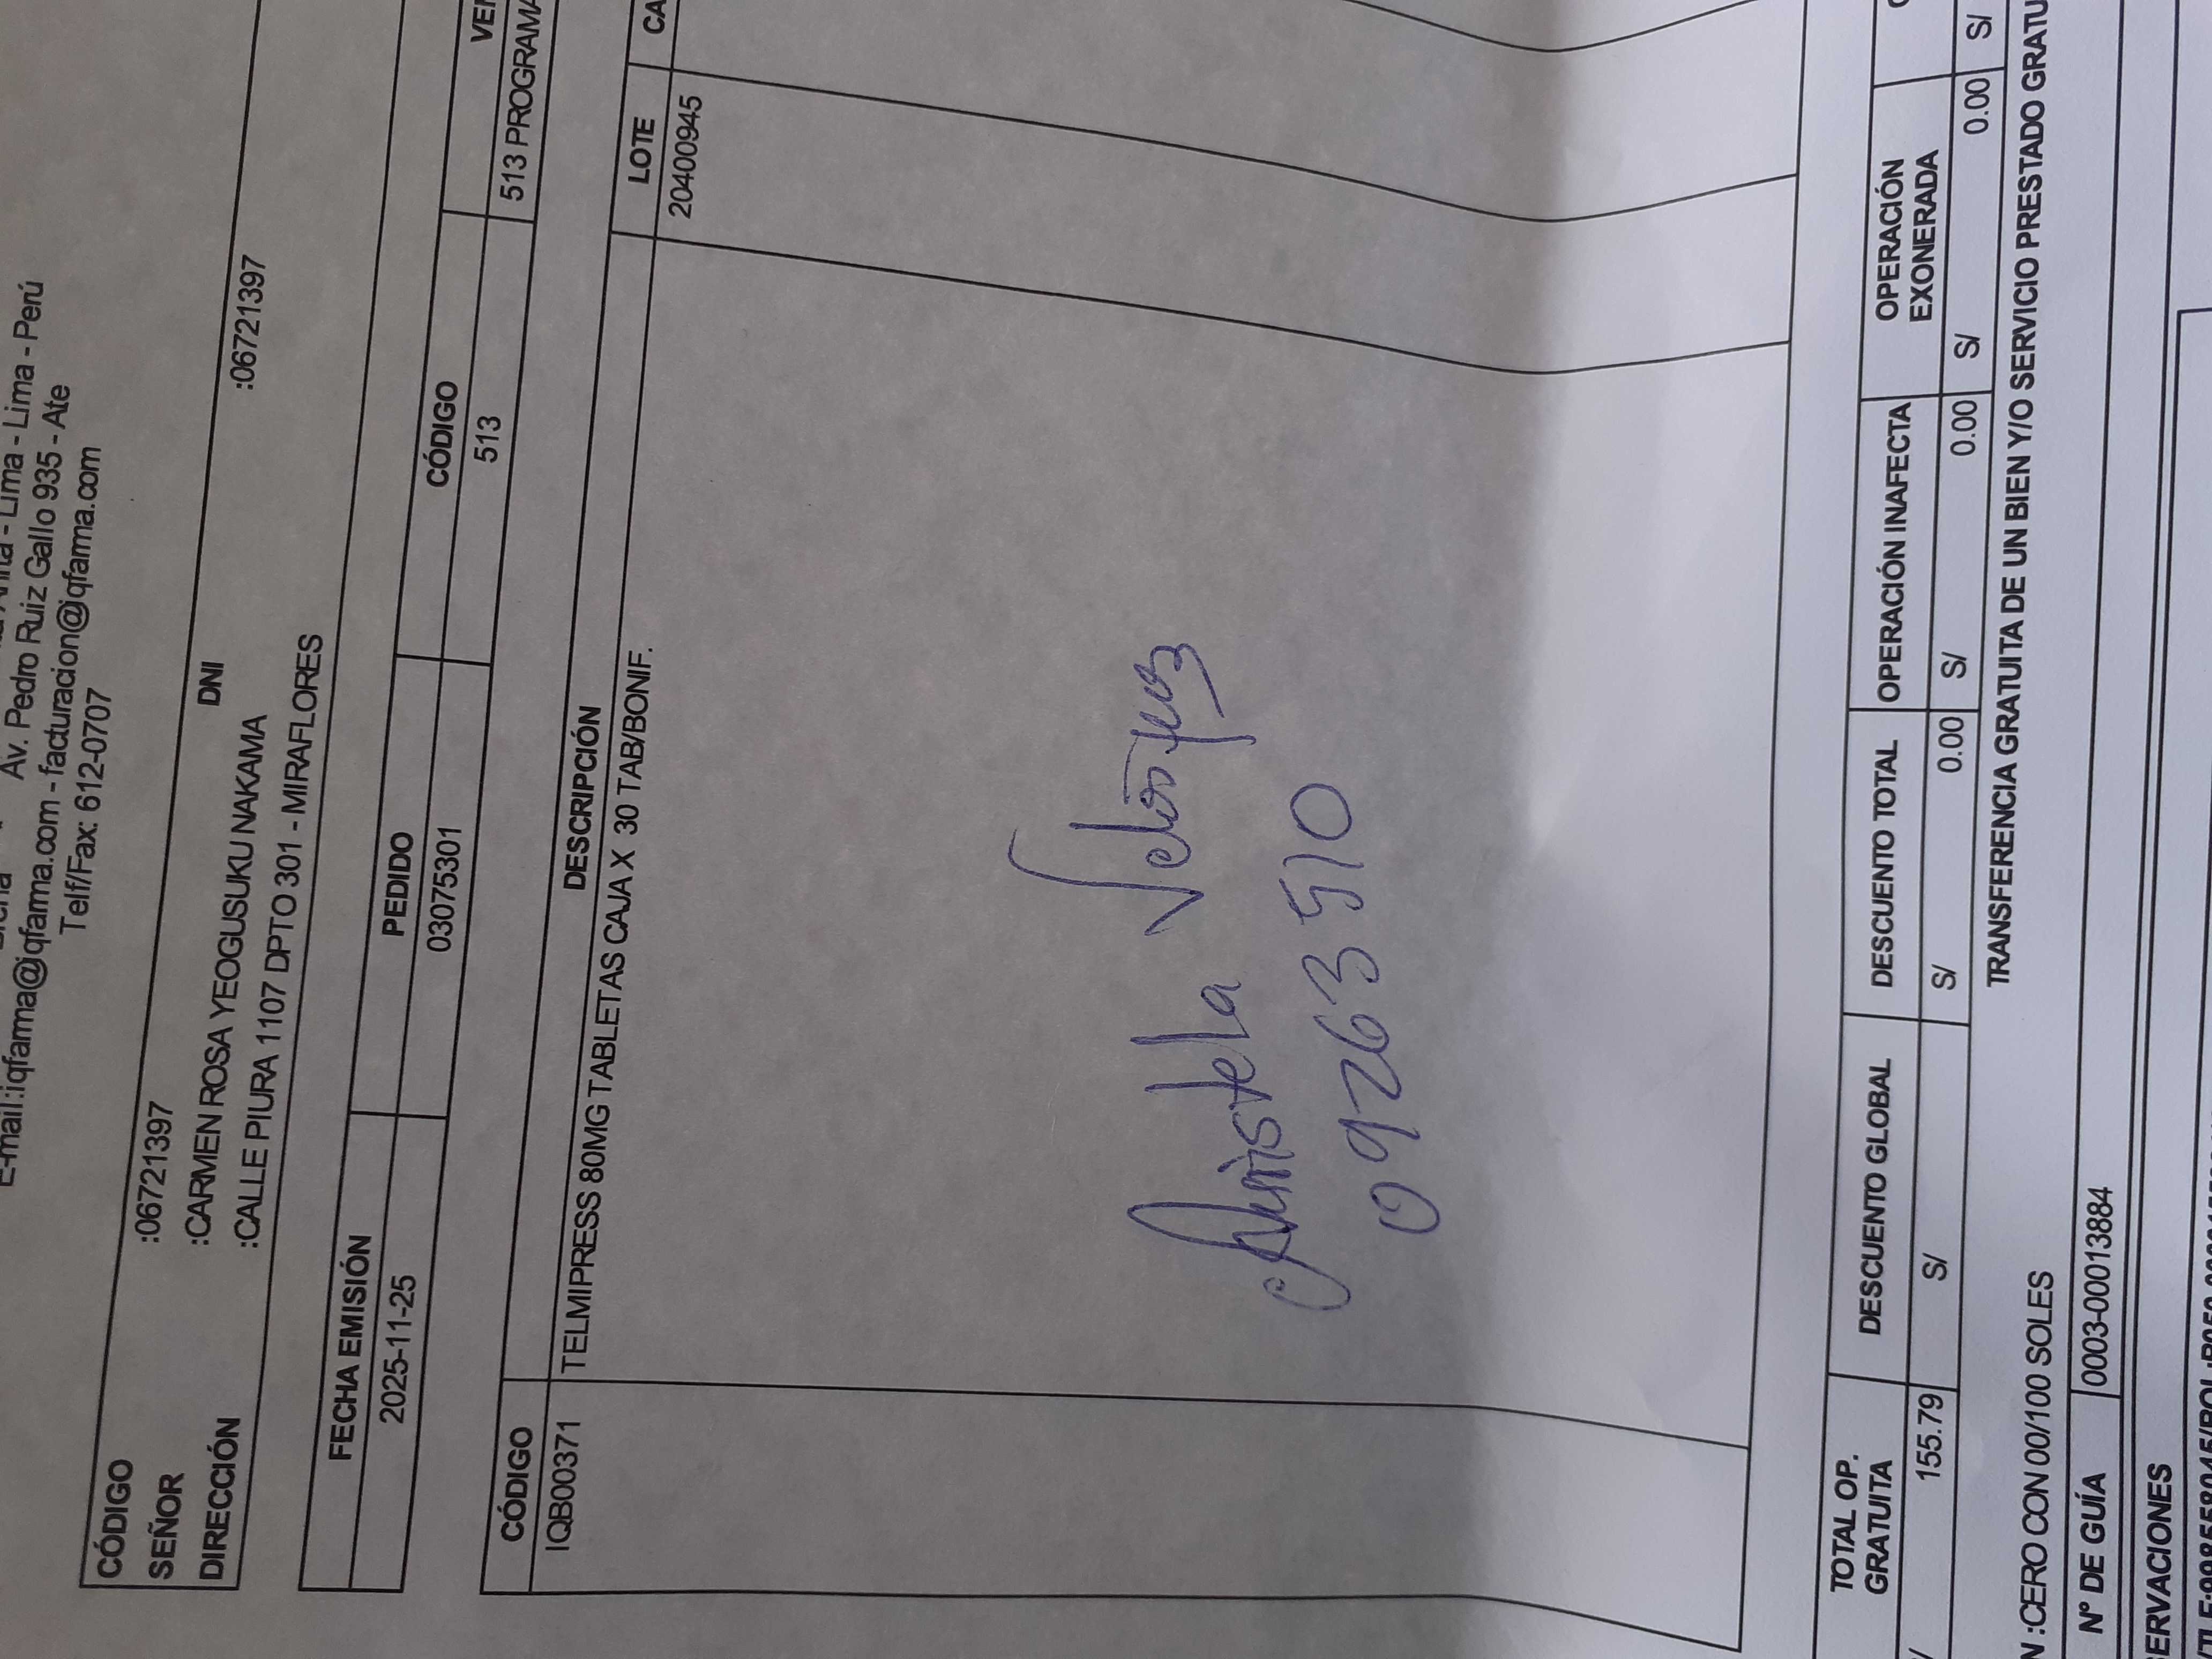 Lima - Lima - Perú
Av. Pedro Ruiz Gallo 935 - Ate
E-mail:iqfarma@iqfarma.com - facturacion@iqfarma.com
Telf/Fax: 612-0707
CÓDIGO :06721397
SEÑOR :CARMEN ROSA YEOGUSUKU NAKAMA DNI :06721397
DIRECCIÓN :CALLE PIURA 1107 DPTO 301 - MIRAFLORES
FECHA EMISIÓN PEDIDO CÓDIGO
2025-11-25 03075301 513 513 PROGRAMA
CÓDIGO DESCRIPCIÓN LOTE CA
IQB00371 TELMIPRESS 80MG TABLETAS CAJA X 30 TAB/BONIF. 20400945
09263510
TOTAL OP. GRATUITA DESCUENTO GLOBAL DESCUENTO TOTAL OPERACIÓN INAFECTA OPERACIÓN EXONERADA
155.79 S/ S/ 0.00 S/ 0.00 S/ 0.00 S/
TRANSFERENCIA GRATUITA DE UN BIEN Y/O SERVICIO PRESTADO GRATU
N :CERO CON 00/100 SOLES
N° DE GUÍA 0003-00013884
ERVACIONES